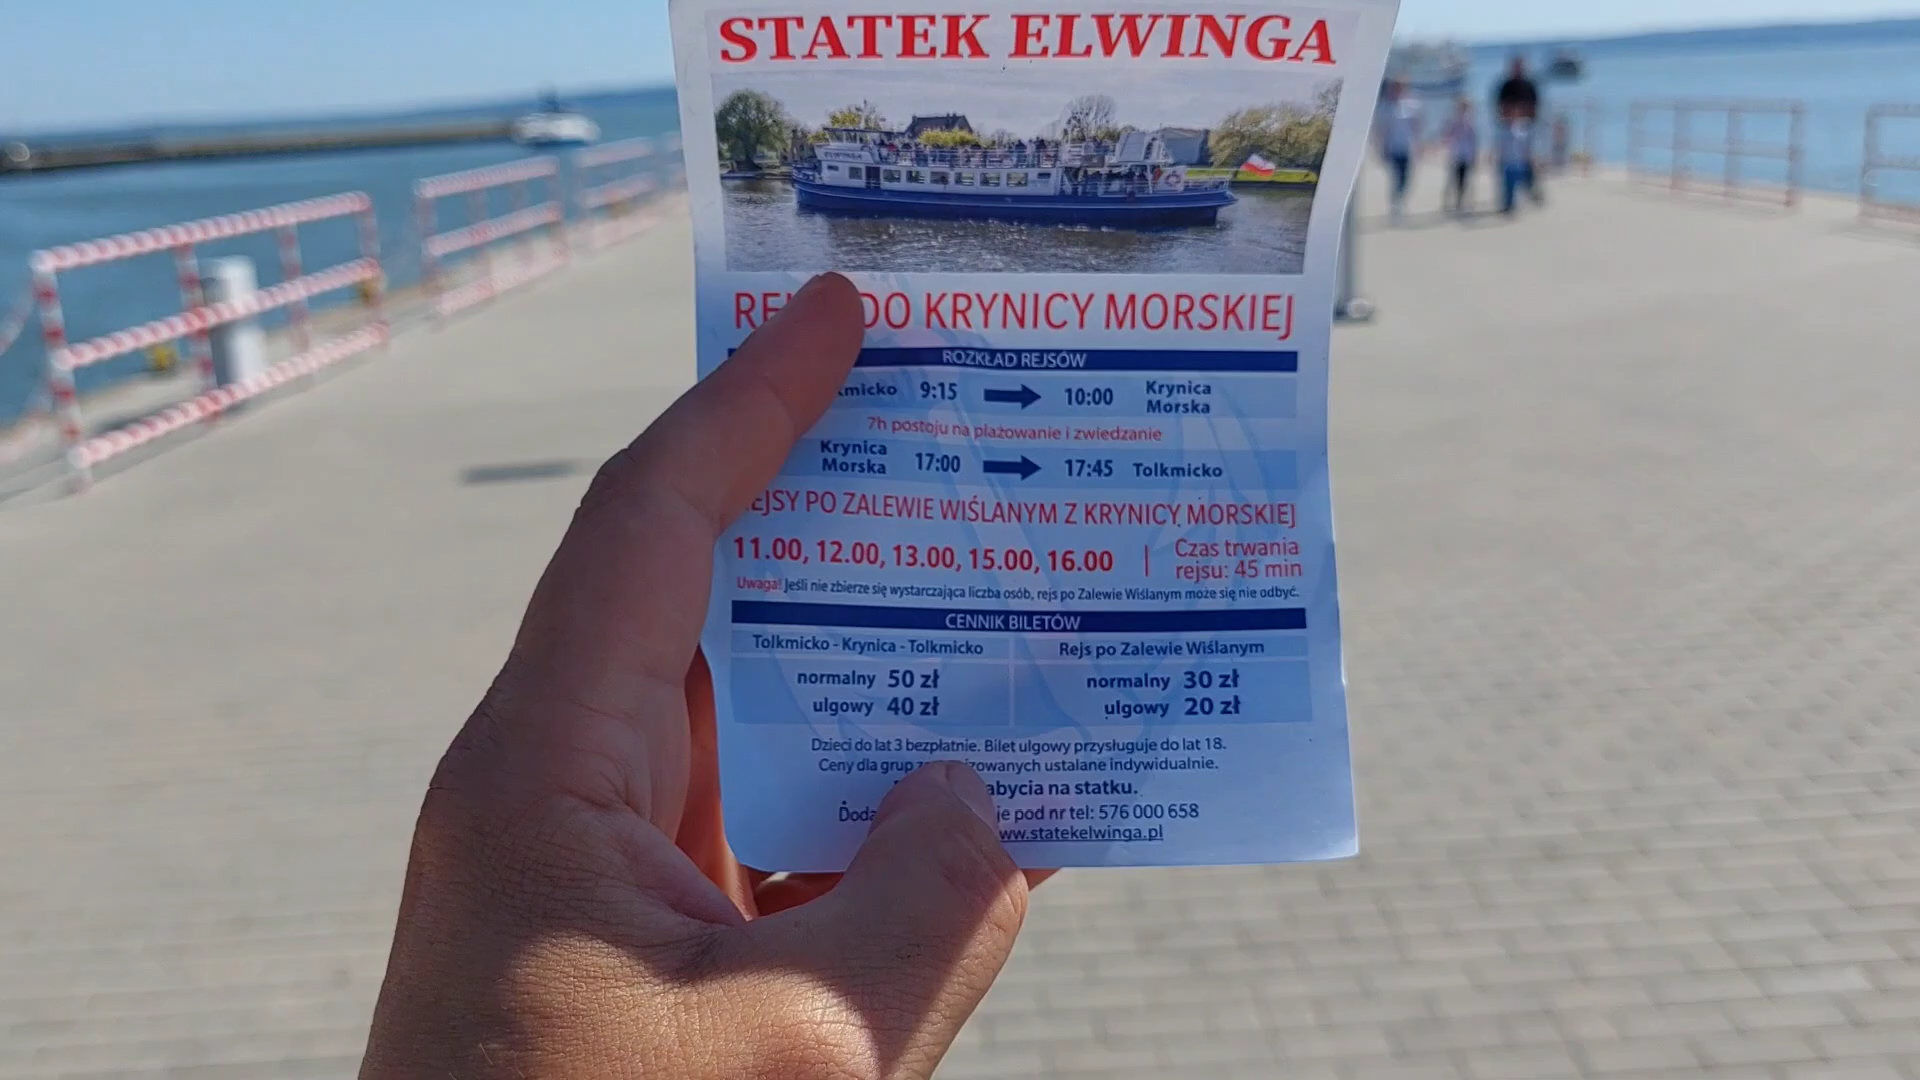 STATEK ELWINGA
ELWINGA
DO KRYNICY MORSKIEJ
ROZKŁAD REJSÓW
9:15 10:00 Krynica Morska
7h postoju na plażowanie i zwiedzanie
Krynica Morska 17:00 17:45 Tolkmicko
PO ZALEWIE WIŚLANYM Z KRYNICY MORSKIEJ
11.00, 12.00, 13.00, 15.00, 16.00 | Czas trwania rejsu: 45 min
Uwaga! Jeśli nie zbierze się wystarczająca liczba osób, rejs po Zalewie Wiślanym może się nie odbyć.
CENNIK BILETÓW
Tolkmicko - Krynica - Tolkmicko Rejs po Zalewie Wiślanym
normalny 50 zł normalny 30 zł
ulgowy 40 zł ulgowy 20 zł
Dzieci do lat 3 bezpłatnie. Bilet ulgowy przysługuje do lat 18.
Ceny dla grup ustalane indywidualnie.
na statku.
pod nr tel: 576 000 658
www.statekelwinga.pl